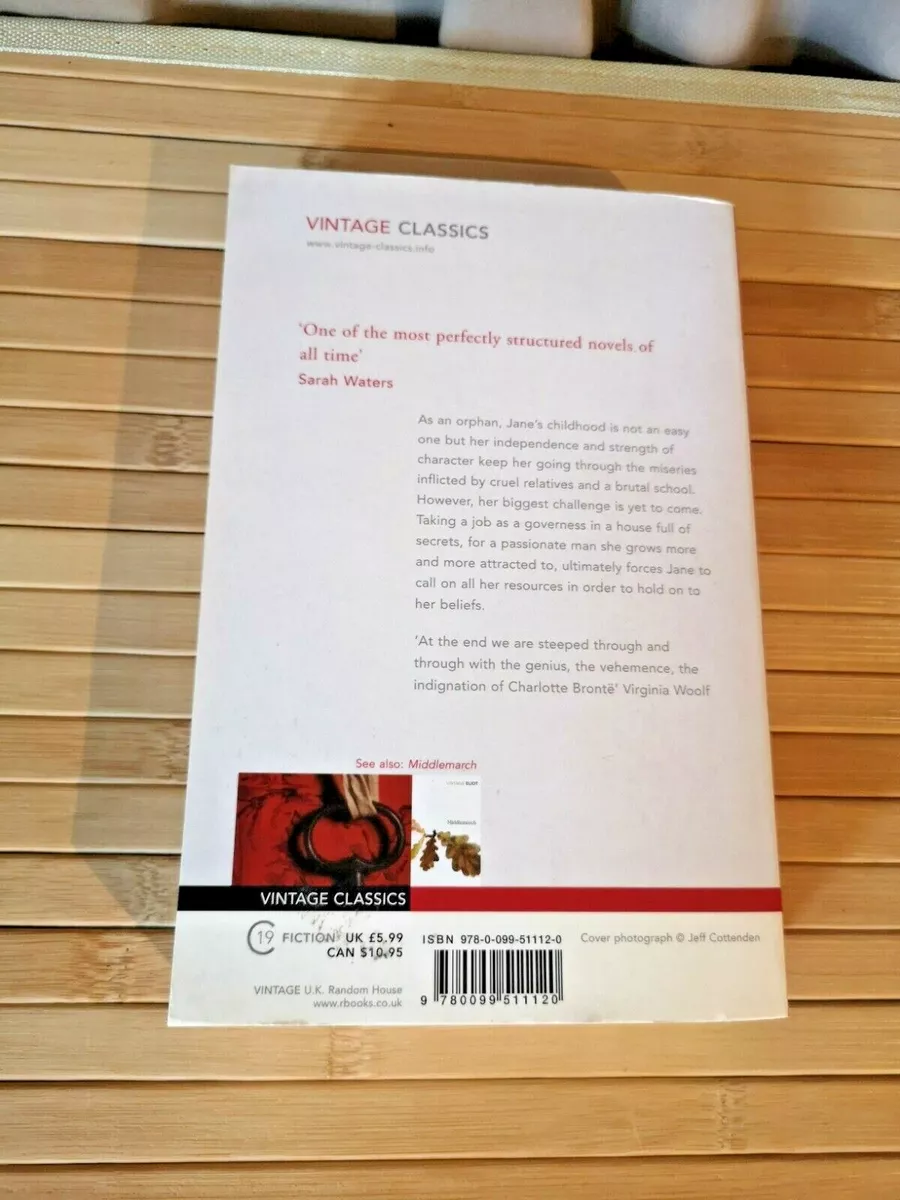 VINTAGE CLASSICS
www.vintage-classics.info
'One of the most perfectly structured novels of
all time'
Sarah Waters
As an orphan, Jane's childhood is not an easy
one but her independence and strength of
character keep her going through the miseries
inflicted by cruel relatives and a brutal school.
However, her biggest challenge is yet to come.
Taking a job as a governess in a house full of
secrets, for a passionate man she grows more
and more attracted to, ultimately forces Jane to
call on all her resources in order to hold on to
her beliefs.
'At the end we are steeped through and
through with the genius, the vehemence, the
indignation of Charlotte Brontë' Virginia Woolf
See also: Middlemarch
GEORGE ELIOT
Middlemarch
VINTAGE CLASSICS
C19 FICTION UK £5.99
CAN $10.95
VINTAGE U.K. Random House
www.rbooks.co.uk
ISBN 978-0-099-51112-0
9 780099 511120
Cover photograph © Jeff Cottenden